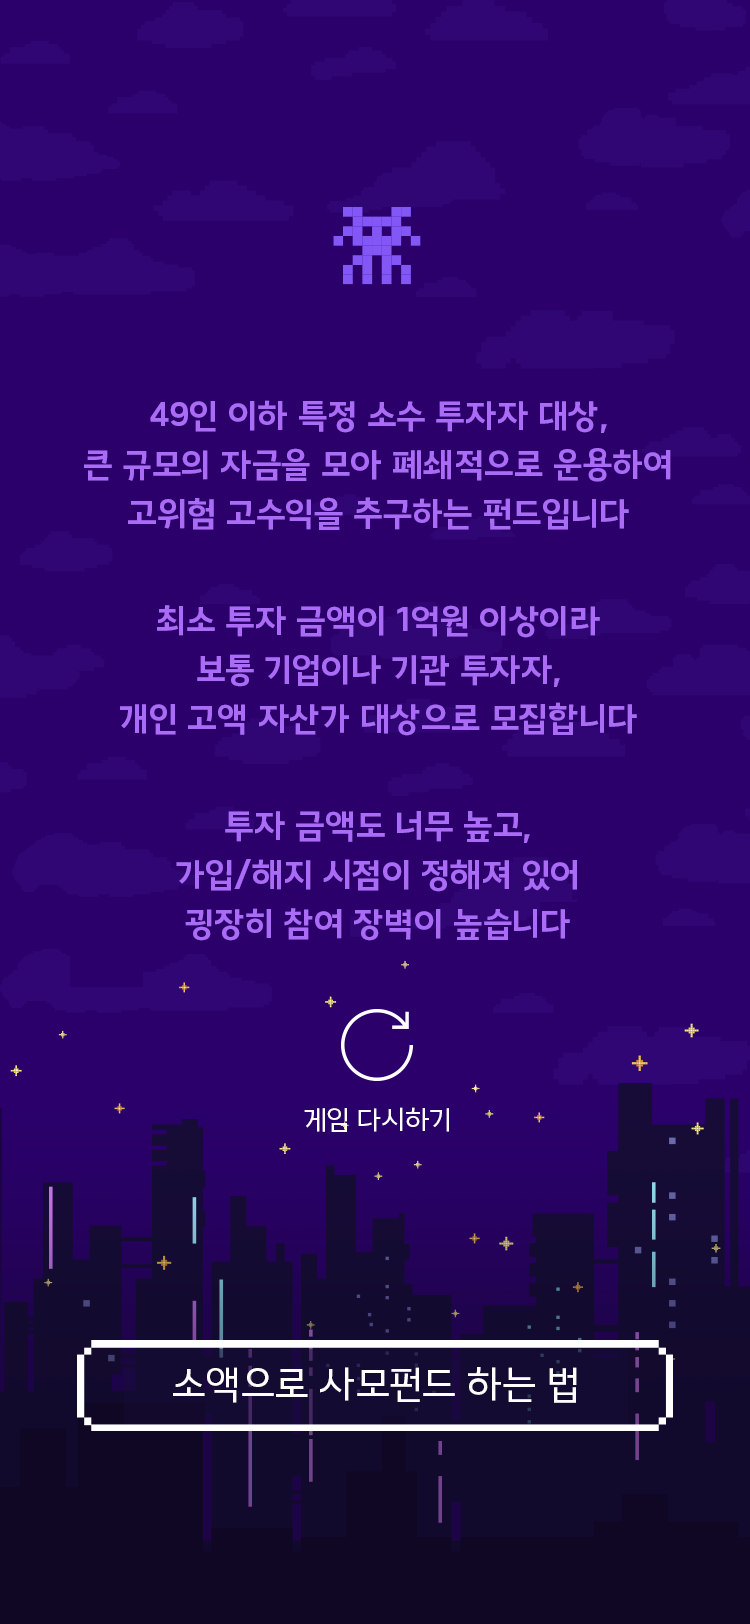 49인 이하 특정 소수 투자자 대상,
큰 규모의 자금을 모아 폐쇄적으로 운용하여
고위험 고수익을 추구하는 펀드입니다
최소 투자 금액이 1억원 이상이라
보통 기업이나 기관 투자자,
개인 고액 자산가 대상으로 모집합니다
투자 금액도 너무 높고,
가입/해지 시점이 정해져 있어
굉장히 참여 장벽이 높습니다
게임 다시하기
소액으로 사모펀드 하는 법